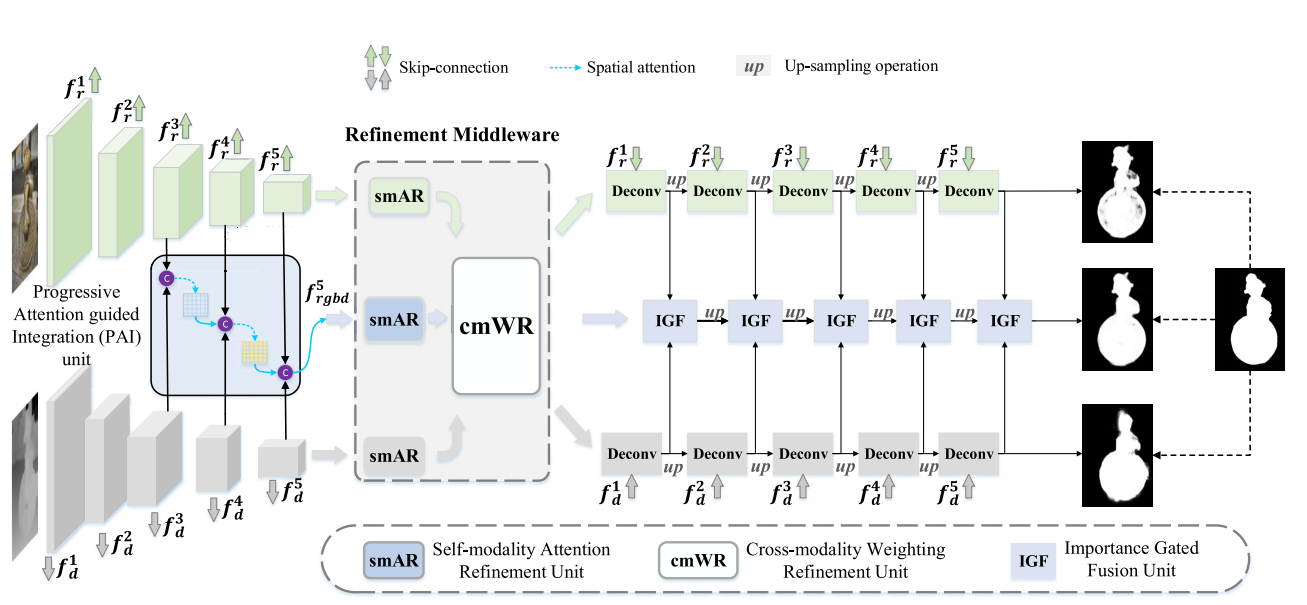 Skip-connection
Spatial attention
up
Up-sampling operation
f_r^1
f_r^2
f_r^3
f_r^4
f_r^5
Refinement Middleware
smAR
smAR
smAR
cmWR
Progressive
Attention guided
Integration (PAI)
unit
C
C
C
f_rgbd^5
f_d^1
f_d^2
f_d^3
f_d^4
f_d^5
f_r^1
f_r^2
f_r^3
f_r^4
f_r^5
Deconv up Deconv up Deconv up Deconv up Deconv
IGF up IGF up IGF up IGF up IGF
Deconv up Deconv up Deconv up Deconv up Deconv
f_d^1
f_d^2
f_d^3
f_d^4
f_d^5
smAR
Self-modality Attention
Refinement Unit
cmWR
Cross-modality Weighting
Refinement Unit
IGF
Importance Gated
Fusion Unit